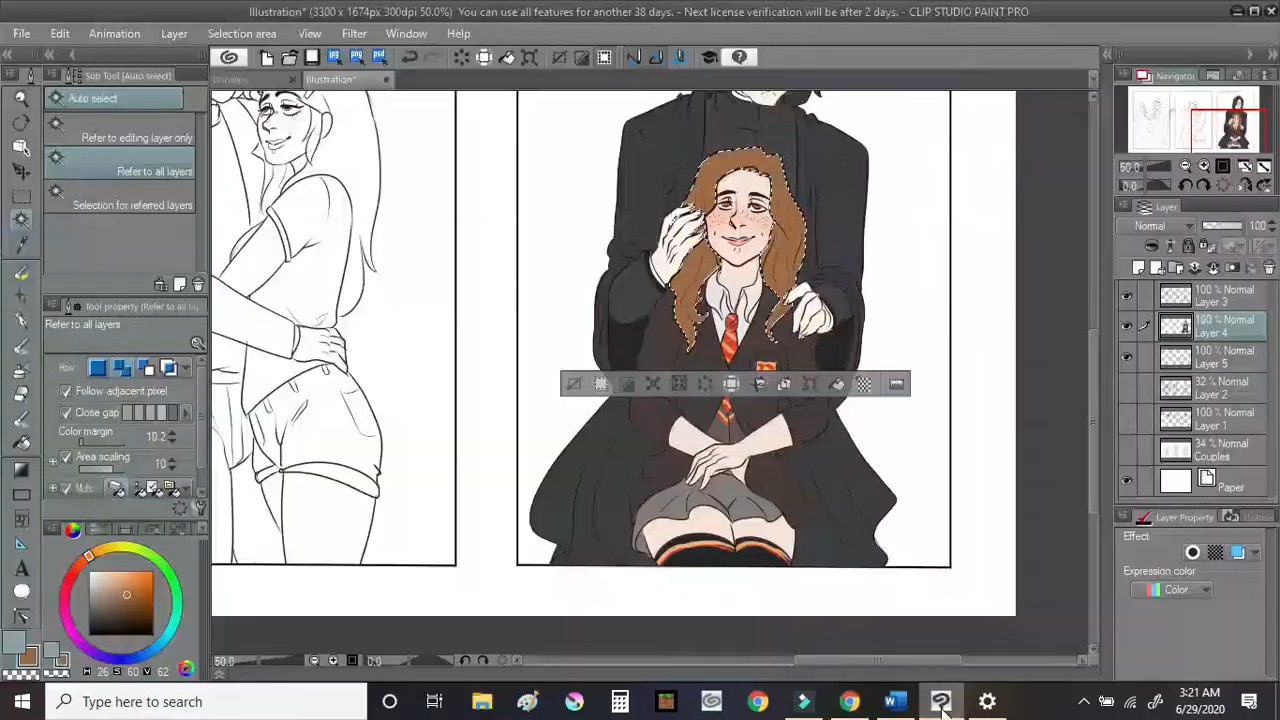 Illustration* (3300 x 1674px 300dpi 50.0%) You can use all features for another 38 days. - Next license verification will be after 2 days. - CLIP STUDIO PAINT PRO
File Edit Animation Layer Selection area View Filter Window Help
Sub Tool [Auto select]
Illustration*
Auto select
Refer to editing layer only
Refer to all layers
Selection for referred layers
Tool property [Refer to all lay
Refer to all layers
How
Follow adjacent pixel
Close gap
Color margin
10.2
Area scaling
10
H 26 S 60 V 62
50.0
0.0
Navigator
50.0
0.0
Layer
Normal 100
100 % Normal
Layer 3
100 % Normal
Layer 4
100 % Normal
Layer 5
32 % Normal
Layer 2
100 % Normal
Layer 1
34 % Normal
Couples
Paper
Layer Property
Effect
Expression color
Color
Type here to search
3:21 AM
6/29/2020